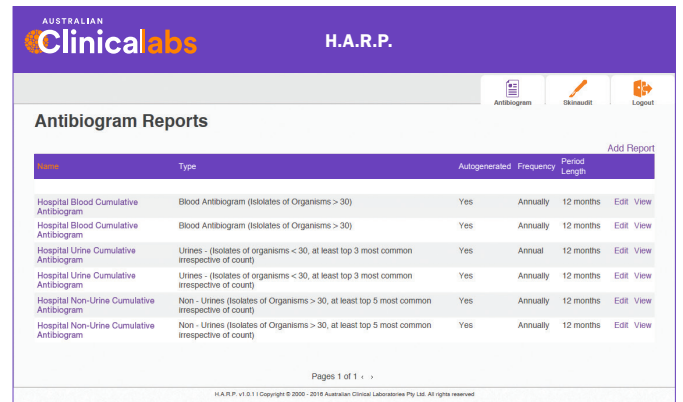 AUSTRALIAN
Clinicallabs
H.A.R.P.
Antibiogram
Skinaudit
Logout
Antibiogram Reports
Add Report
Name Type Autogenerated Frequency Period Length
Hospital Blood Cumulative Antibiogram Blood Antibiogram (Islolates of Organisms > 30) Yes Annually 12 months Edit View
Hospital Blood Cumulative Antibiogram Blood Antibiogram (Islolates of Organisms > 30) Yes Annually 12 months Edit View
Hospital Urine Cumulative Antibiogram Urines - (Isolates of organisms < 30, at least top 3 most common irrespective of count) Yes Annual 12 months Edit View
Hospital Urine Cumulative Antibiogram Urines - (Isolates of organisms < 30, at least top 3 most common irrespective of count) Yes Annually 12 months Edit View
Hospital Non-Urine Cumulative Antibiogram Non - Urines (Isolates of Organisms > 30, at least top 5 most common irrespective of count) Yes Annually 12 months Edit View
Hospital Non-Urine Cumulative Antibiogram Non - Urines (Isolates of Organisms > 30, at least top 5 most common irrespective of count) Yes Annually 12 months Edit View
Pages 1 of 1 ‹ ›
H.A.R.P. v1.0.1 | Copyright © 2000 - 2016 Australian Clinical Laboratories Pty Ltd. All rights reserved